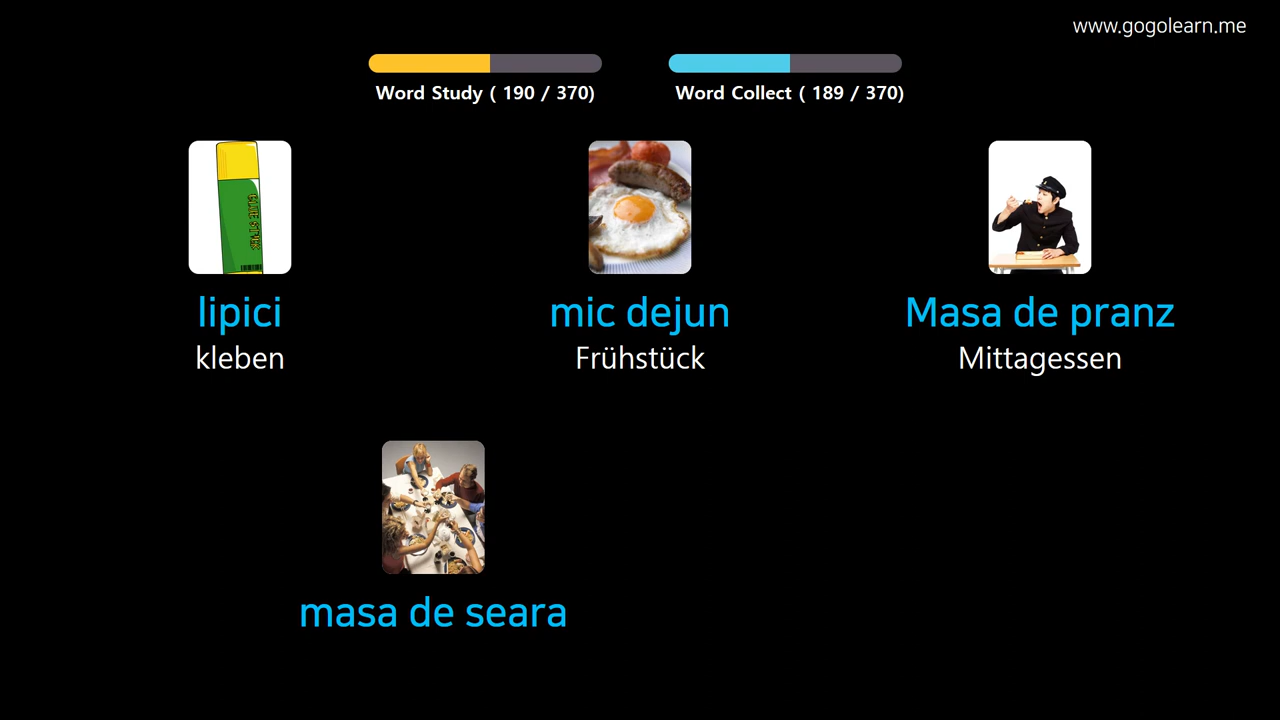 www.gogolearn.me
Word Study ( 190 / 370)
Word Collect ( 189 / 370)
lipici
kleben
mic dejun
Frühstück
Masa de pranz
Mittagessen
masa de seara